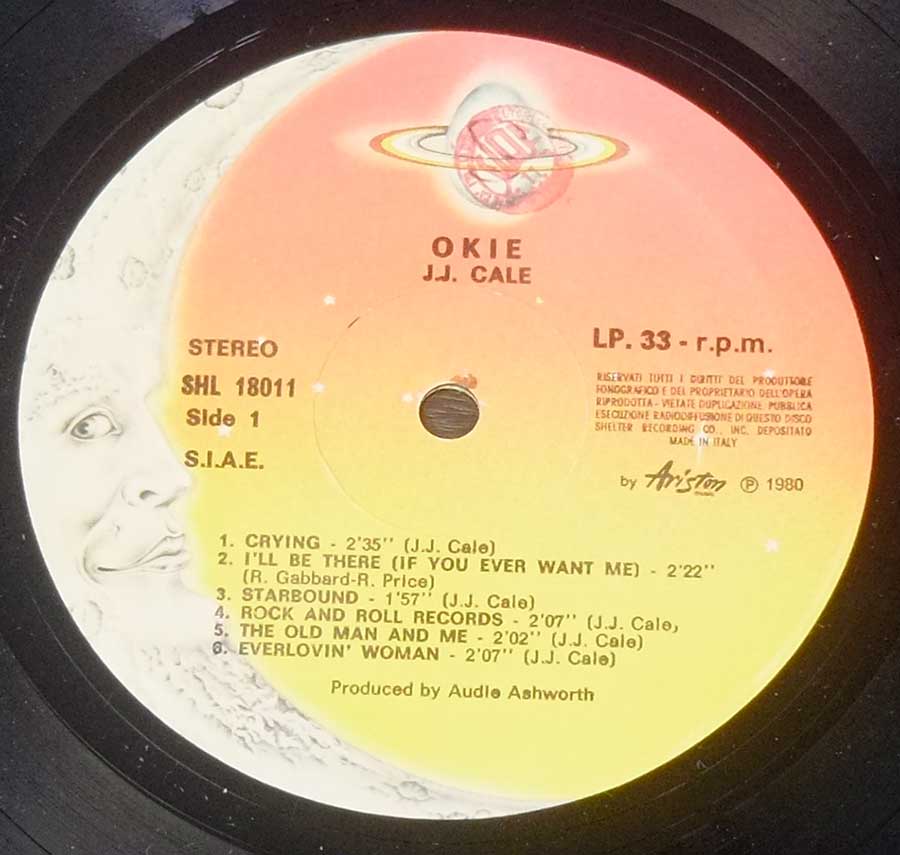 OKIE
J.J. CALE
STEREO
SHL 18011
Side 1
S.I.A.E.
LP. 33 - r.p.m.
RISERVATI TUTTI I DIRITTI DEL PRODUTTORE
FONOGRAFICO E DEL PROPRIETARIO DELL'OPERA
RIPRODOTTA - VIETATE DUPLICAZIONE PUBBLICA
ESECUZIONE RADIODIFFUSIONE DI QUESTO DISCO
SHELTER RECORDING CO., INC. DEPOSITATO
MADE IN ITALY
by Ariston music ℗ 1980
1. CRYING - 2'35'' (J.J. Cale)
2. I'LL BE THERE (IF YOU EVER WANT ME) - 2'22''
(R. Gabbard-R. Price)
3. STARBOUND - 1'57'' (J.J. Cale)
4. ROCK AND ROLL RECORDS - 2'07'' (J.J. Cale)
5. THE OLD MAN AND ME - 2'02'' (J.J. Cale)
6. EVERLOVIN' WOMAN - 2'07'' (J.J. Cale)
Produced by Audie Ashworth